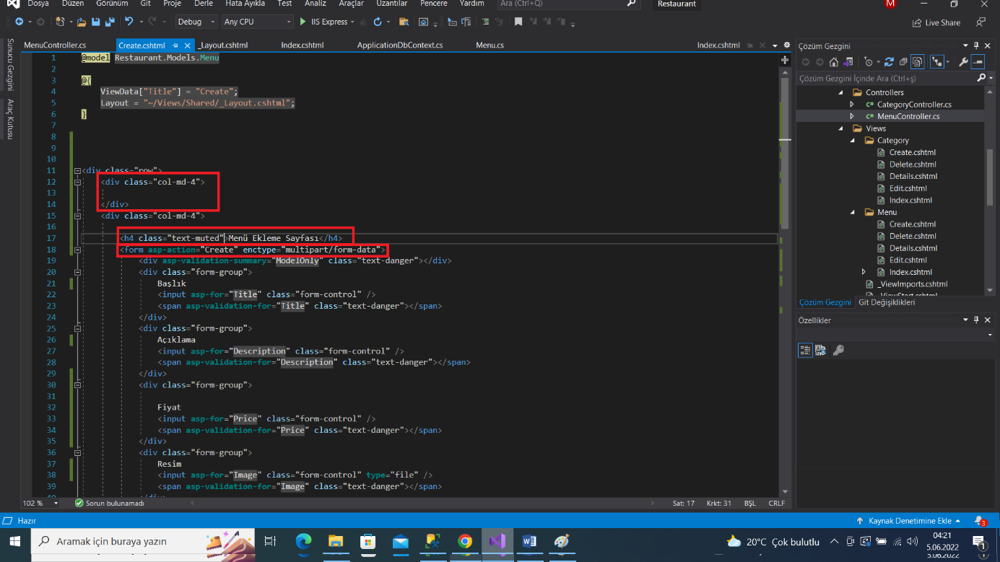 Dosya Düzen Görünüm Git Proje Derle Hata Ayıkla Test Analiz Araçlar Uzantılar Pencere Yardım Ara (Ctrl+Q) Restaurant M
Debug Any CPU IIS Express Live Share
Sunucu Gezgini
Araç Kutusu
MenuController.cs Create.cshtml _Layout.cshtml Index.cshtml ApplicationDbContext.cs Menu.cs Index.cshtml
1 @model Restaurant.Models.Menu
2
3 @{
4 ViewData["Title"] = "Create";
5 Layout = "~/Views/Shared/_Layout.cshtml";
6 }
7
8
9
10
11 <div class="row">
12 <div class="col-md-4">
13
14 </div>
15 <div class="col-md-4">
16
17 <h4 class="text-muted">Menü Ekleme Sayfası</h4>
18 <form asp-action="Create" enctype="multipart/form-data">
19 <div asp-validation-summary="ModelOnly" class="text-danger"></div>
20 <div class="form-group">
21 Başlık
22 <input asp-for="Title" class="form-control" />
23 <span asp-validation-for="Title" class="text-danger"></span>
24 </div>
25 <div class="form-group">
26 Açıklama
27 <input asp-for="Description" class="form-control" />
28 <span asp-validation-for="Description" class="text-danger"></span>
29 </div>
30 <div class="form-group">
31
32 Fiyat
33 <input asp-for="Price" class="form-control" />
34 <span asp-validation-for="Price" class="text-danger"></span>
35 </div>
36 <div class="form-group">
37 Resim
38 <input asp-for="Image" class="form-control" type="file" />
39 <span asp-validation-for="Image" class="text-danger"></span>
40 </div>
102 % Sorun bulunamadı Sat: 17 Krkt: 31 BŞL CRLF
Çözüm Gezgini
Çözüm Gezgini İçinde Ara (Ctrl+ş)
Controllers
CategoryController.cs
MenuController.cs
Views
Category
Create.cshtml
Delete.cshtml
Details.cshtml
Edit.cshtml
Index.cshtml
Menu
Create.cshtml
Delete.cshtml
Details.cshtml
Edit.cshtml
Index.cshtml
_ViewImports.cshtml
_ViewStart.cshtml
Çözüm Gezgini Git Değişiklikleri
Özellikler
Hazır Kaynak Denetimine Ekle 3
Aramak için buraya yazın 20°C Çok bulutlu 04:21
5.06.2022 1